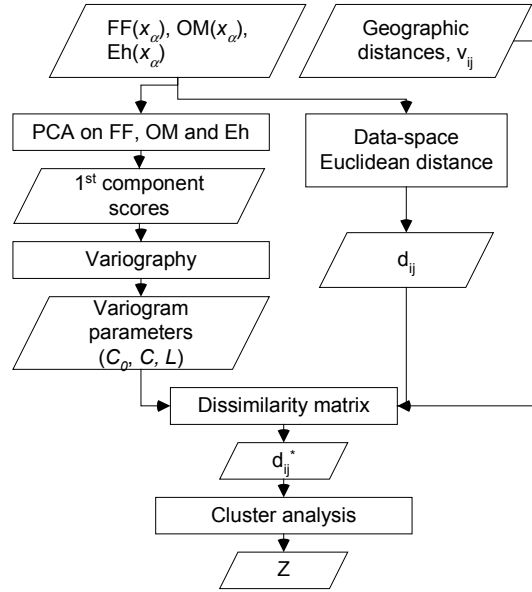 FF(xα), OM(xα),
Eh(xα)
Geographic
distances, vij
PCA on FF, OM and Eh
Data-space
Euclidean distance
1st component
scores
dij
Variography
Variogram
parameters
(C0, C, L)
Dissimilarity matrix
dij*
Cluster analysis
Z